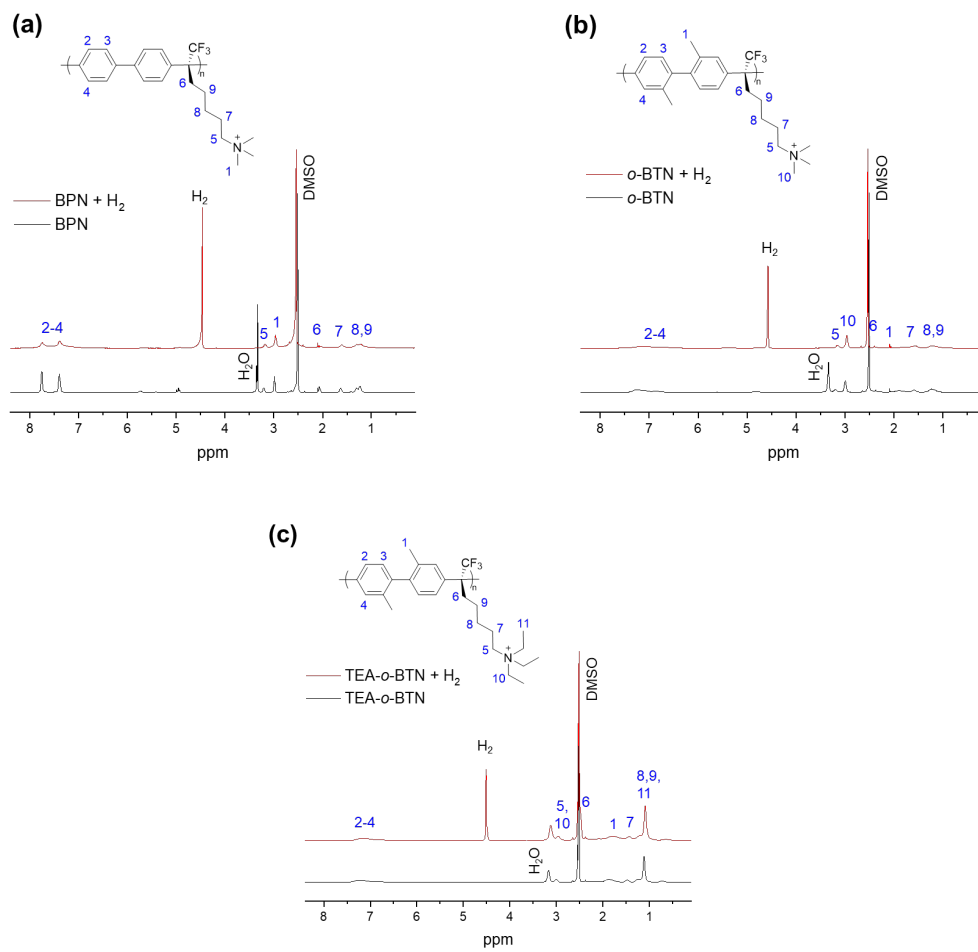 (a)
2
3
CF3
n
4
6
9
8
7
5
N
+
1
BPN + H2
BPN
H2
DMSO
2-4
5
1
6
7
8,9
H2O
8
7
6
5
4
3
2
1
ppm
(b)
1
2
3
CF3
n
4
6
9
8
7
5
N
+
10
o-BTN + H2
o-BTN
H2
DMSO
2-4
5
10
6
1
7
8,9
H2O
8
7
6
5
4
3
2
1
ppm
(c)
1
2
3
CF3
n
4
6
9
8
7
11
5
N
+
10
TEA-o-BTN + H2
TEA-o-BTN
H2
DMSO
2-4
5,
10
6
1
7
8,9,
11
H2O
8
7
6
5
4
3
2
1
ppm